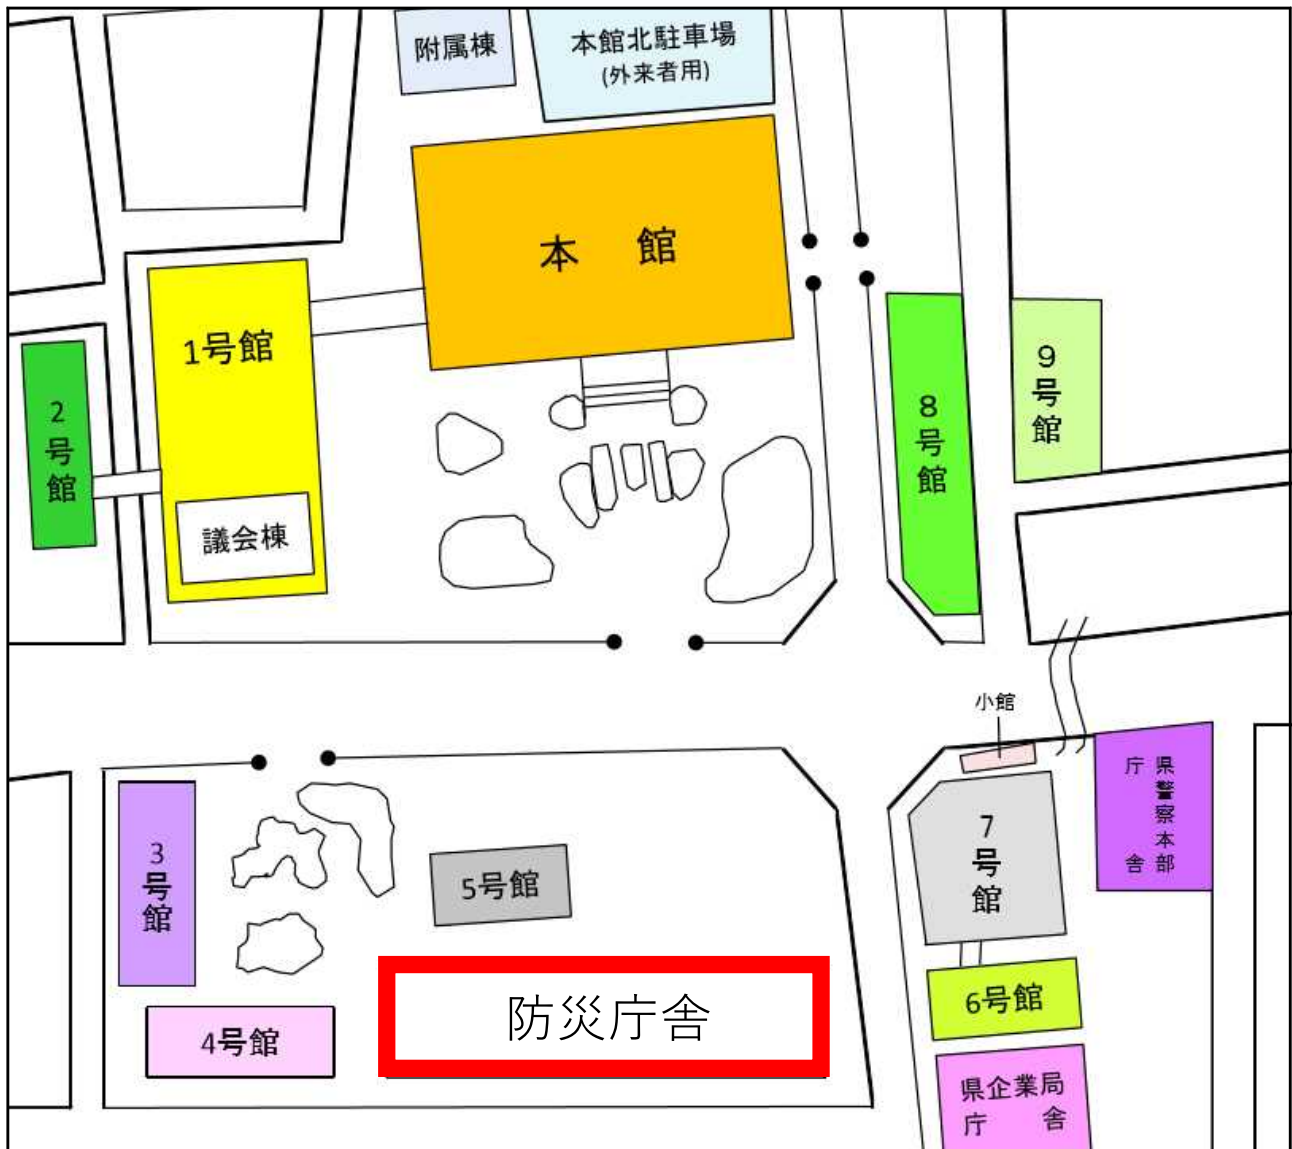 附属棟
本館北駐車場
(外来者用)
本　館
1号館
議会棟
2号館
8号館
9号館
小館
県警察本部
庁　舎
7号館
3号館
5号館
防災庁舎
4号館
6号館
県企業局
庁　舎